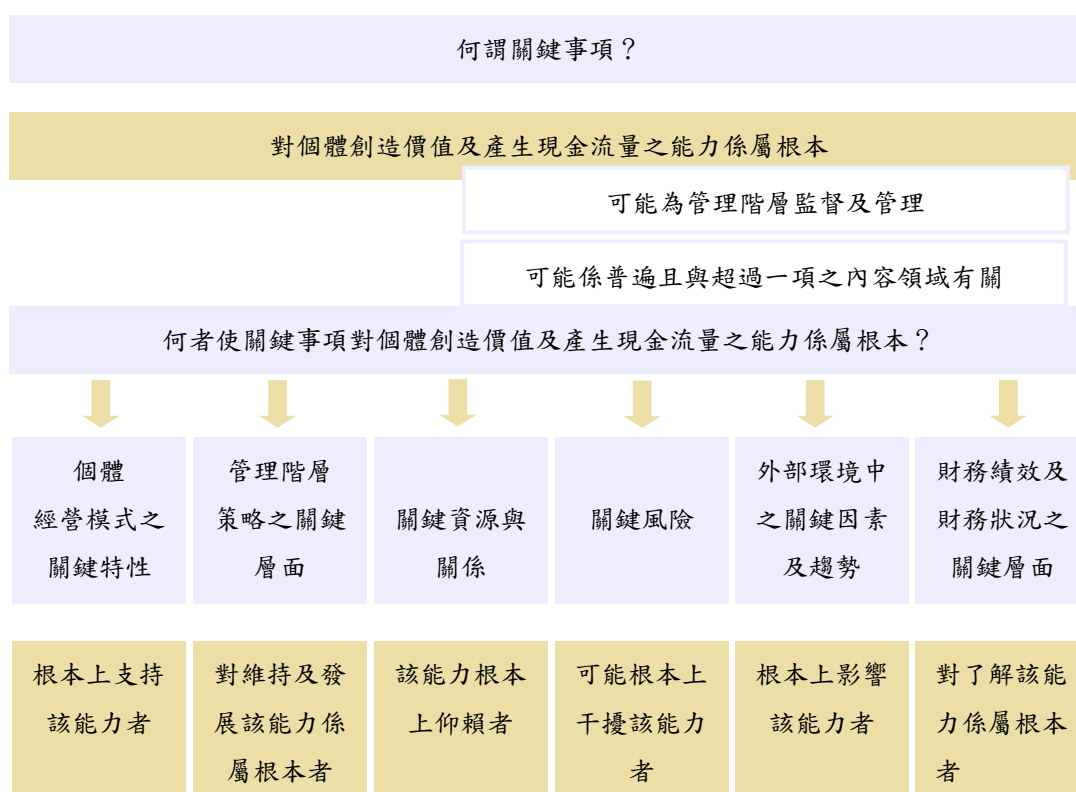 何謂關鍵事項？
對個體創造價值及產生現金流量之能力係屬根本
可能為管理階層監督及管理
可能係普遍且與超過一項之內容領域有關
何者使關鍵事項對個體創造價值及產生現金流量之能力係屬根本？
個體
經營模式之
關鍵特性
管理階層
策略之關鍵
層面
關鍵資源與
關係
關鍵風險
外部環境中
之關鍵因素
及趨勢
財務績效及
財務狀況之
關鍵層面
根本上支持
該能力者
對維持及發
展該能力係
屬根本者
該能力根本
上仰賴者
可能根本上
干擾該能力
者
根本上影響
該能力者
對了解該能
力係屬根本
者